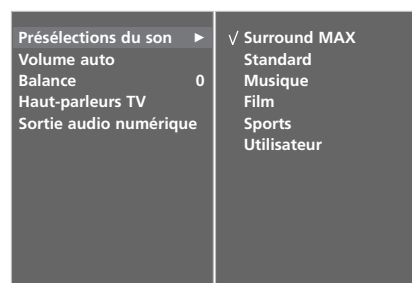 Présélections du son ►
Volume auto
Balance 0
Haut-parleurs TV
Sortie audio numérique
√ Surround MAX
Standard
Musique
Film
Sports
Utilisateur